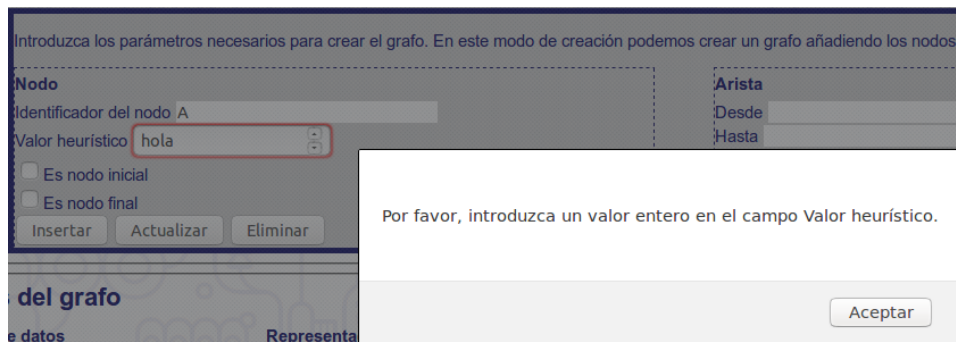 Introduzca los parámetros necesarios para crear el grafo. En este modo de creación podemos crear un grafo añadiendo los nodos
Nodo
Identificador del nodo A
Valor heurístico hola
Es nodo inicial
Es nodo final
Insertar Actualizar Eliminar
Arista
Desde
Hasta
Por favor, introduzca un valor entero en el campo Valor heurístico.
Aceptar
del grafo
datos